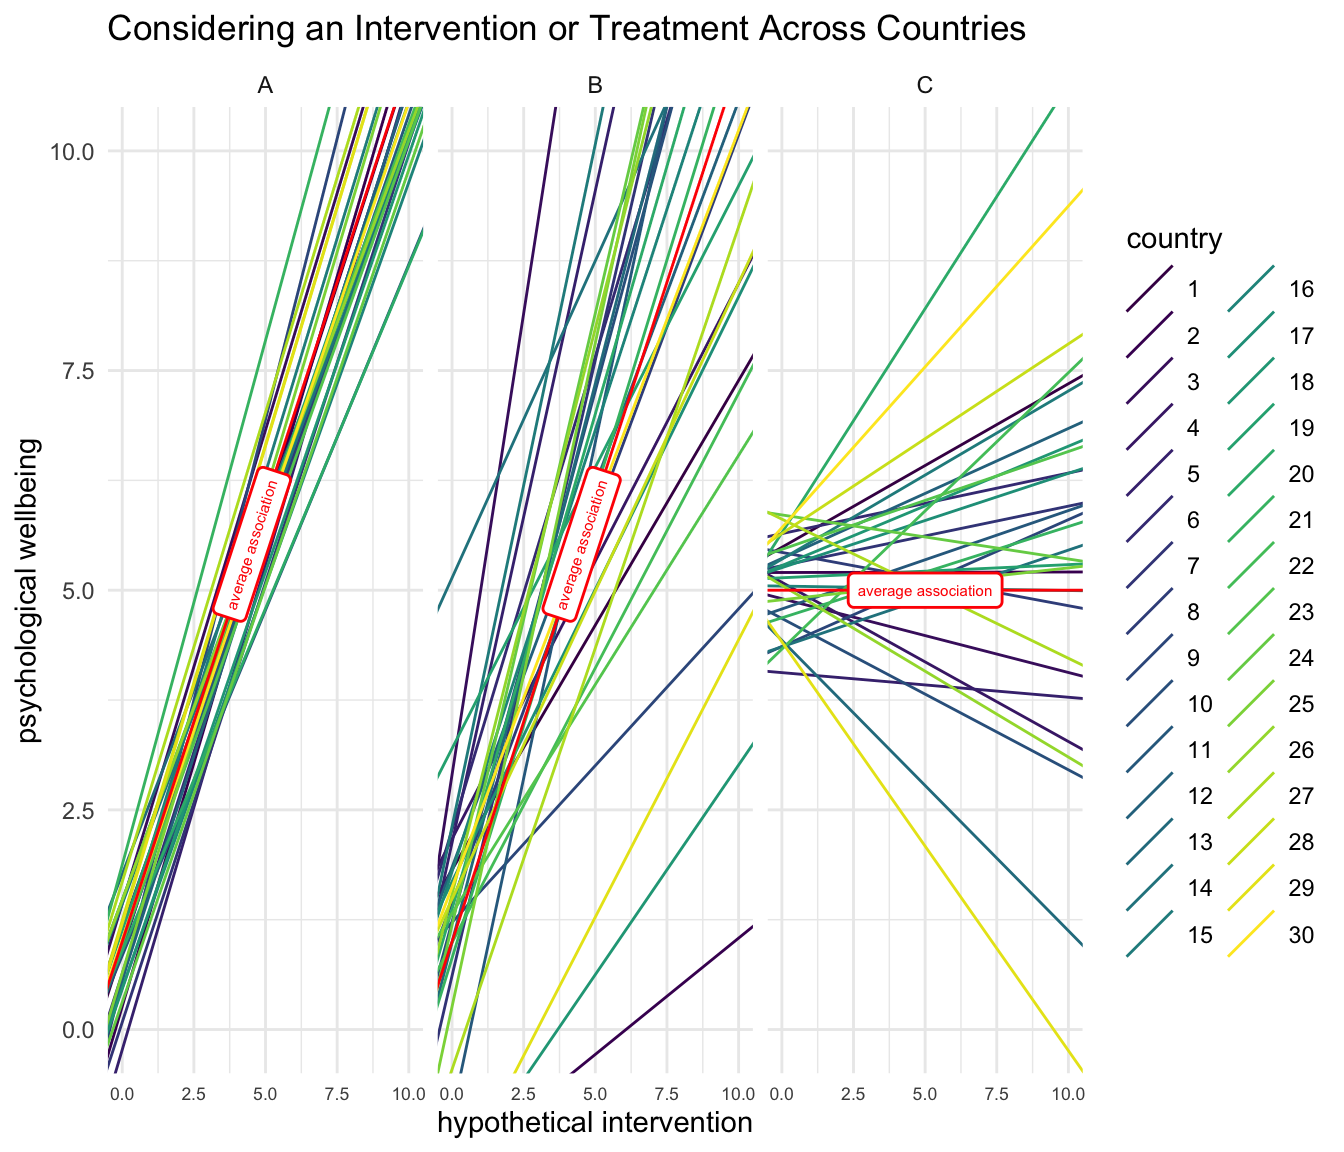 Considering an Intervention or Treatment Across Countries
A
B
C
10.0
7.5
5.0
2.5
0.0
psychological wellbeing
average association
average association
average association
0.0 2.5 5.0 7.5 10.0
0.0 2.5 5.0 7.5 10.0
0.0 2.5 5.0 7.5 10.0
hypothetical intervention
country
1
2
3
4
5
6
7
8
9
10
11
12
13
14
15
16
17
18
19
20
21
22
23
24
25
26
27
28
29
30